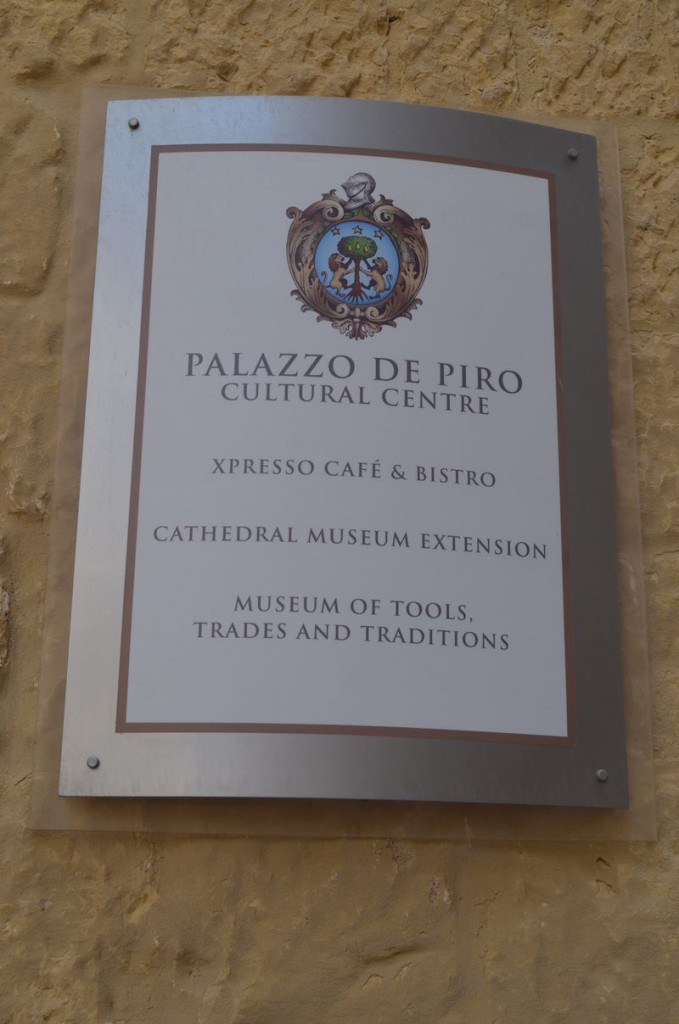 PALAZZO DE PIRO
CULTURAL CENTRE
XPRESSO CAFÉ & BISTRO
CATHEDRAL MUSEUM EXTENSION
MUSEUM OF TOOLS,
TRADES AND TRADITIONS